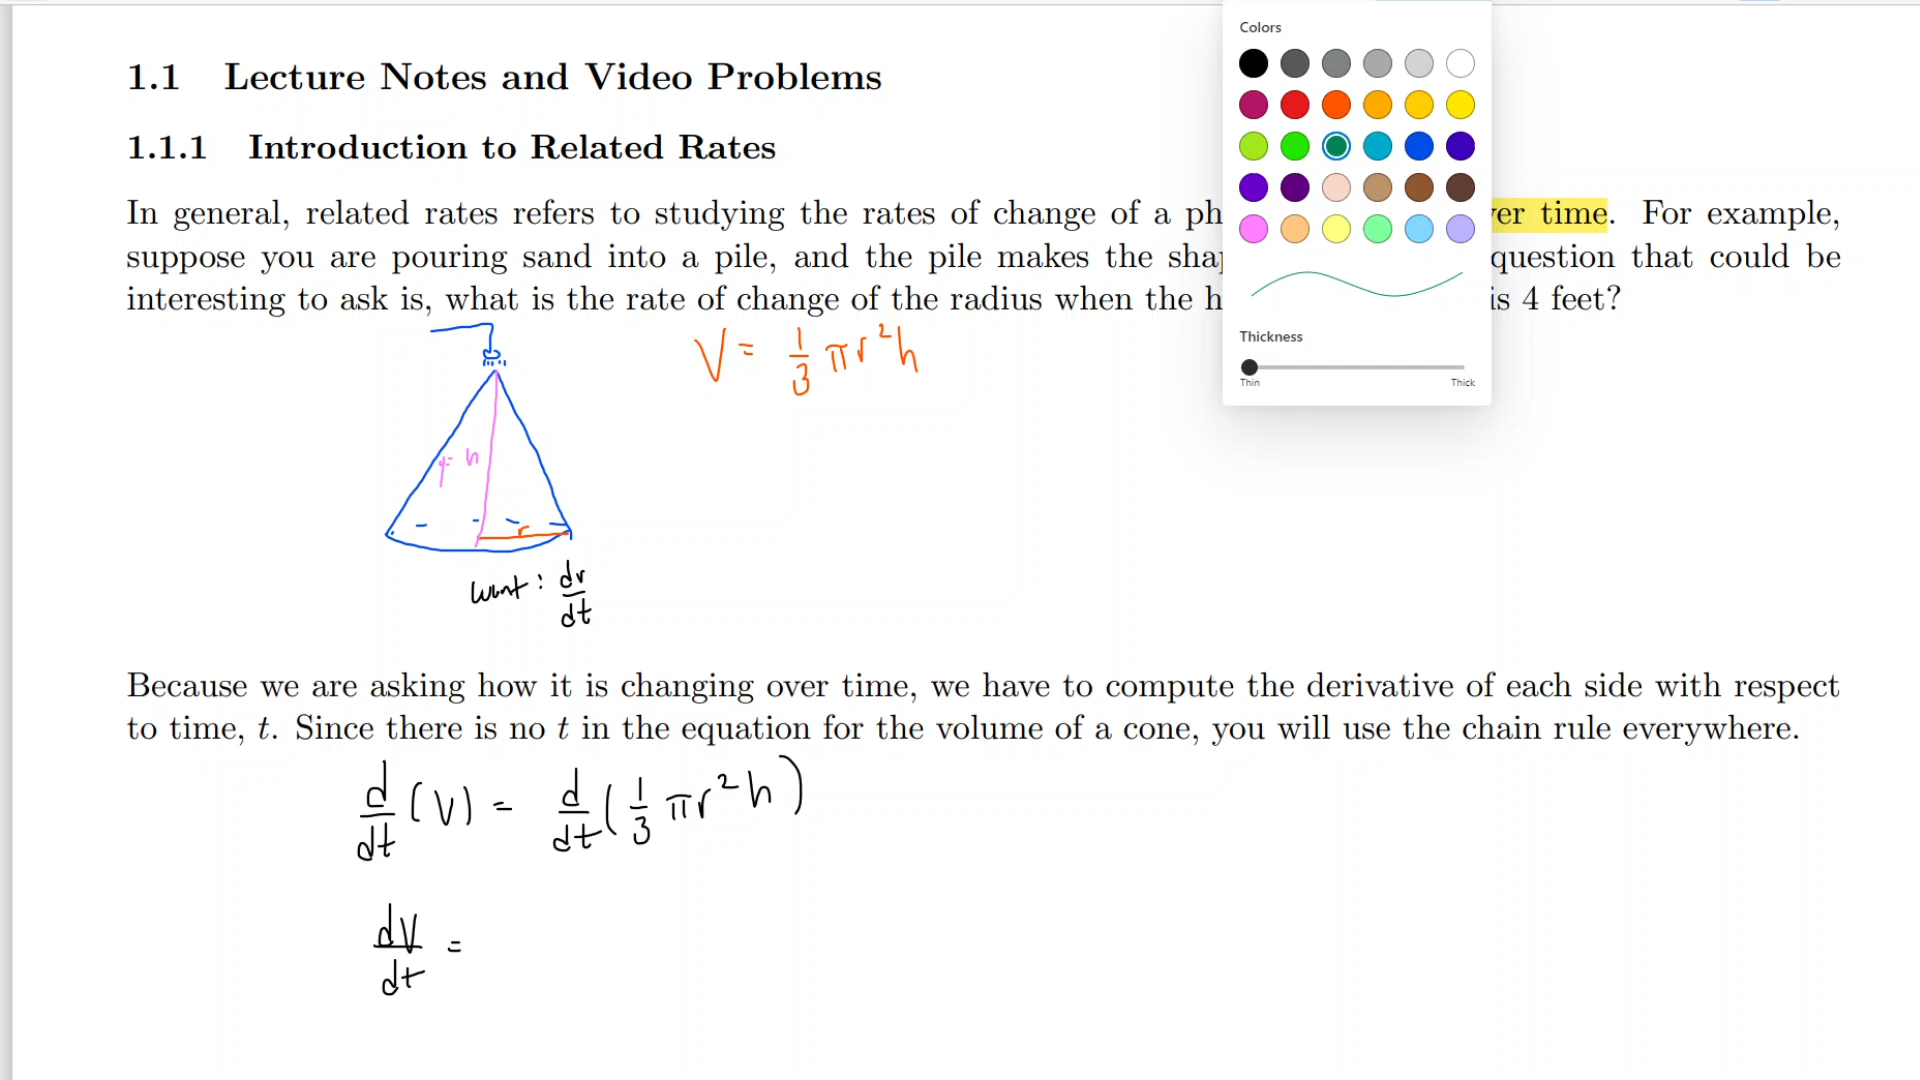 1.1 Lecture Notes and Video Problems
1.1.1 Introduction to Related Rates
In general, related rates refers to studying the rates of change of a ph er time. For example,
suppose you are pouring sand into a pile, and the pile makes the sha question that could be
interesting to ask is, what is the rate of change of the radius when the h is 4 feet?
Colors
Thickness
Thin Thick
V = 1/3 πr²h
h
r
want: dr/dt
Because we are asking how it is changing over time, we have to compute the derivative of each side with respect
to time, t. Since there is no t in the equation for the volume of a cone, you will use the chain rule everywhere.
d/dt (V) = d/dt (1/3 πr²h)
dV/dt =